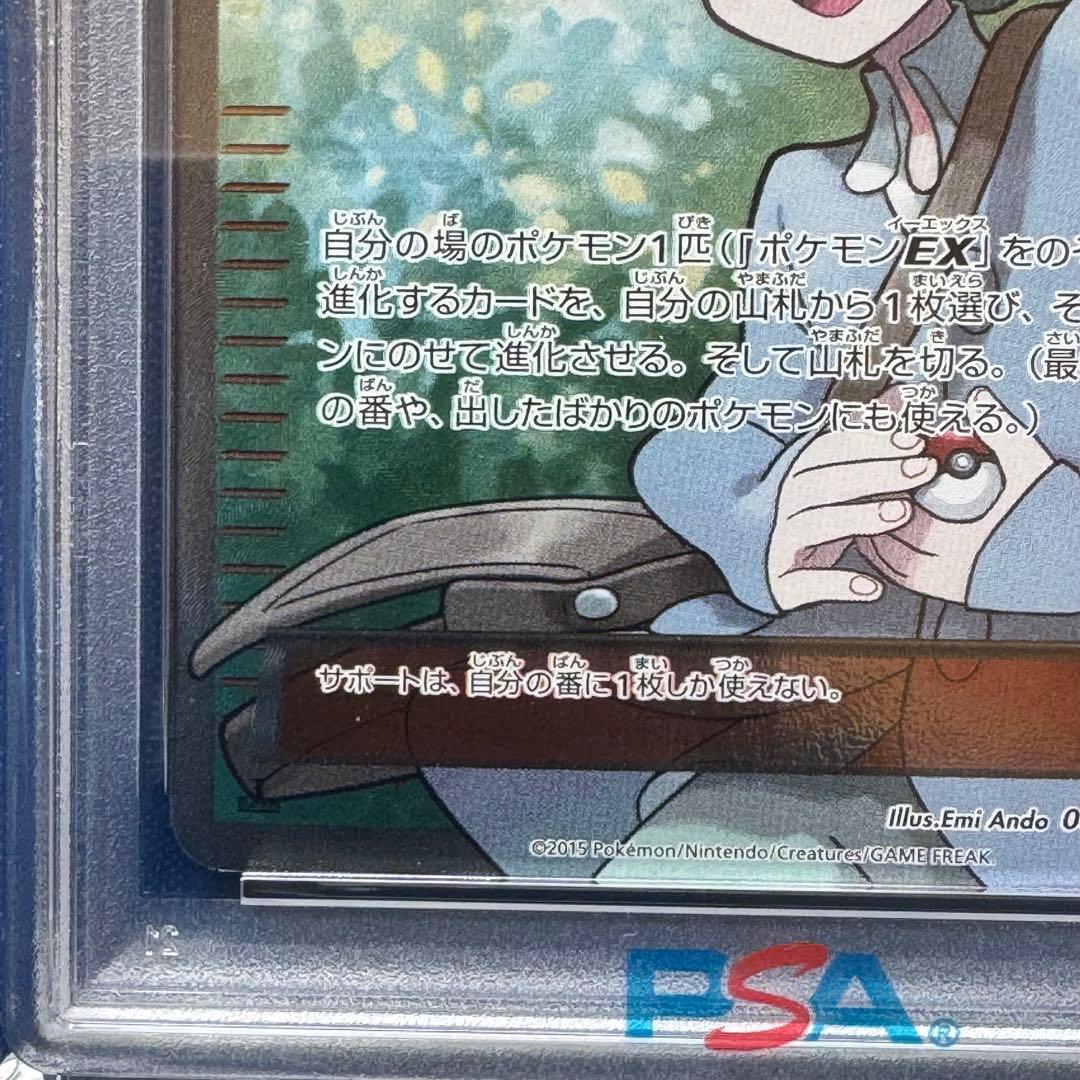 自分の場のポケモン1匹(「ポケモンEX」をのぞ
進化するカードを、自分の山札から1枚選び、そ
ンにのせて進化させる。そして山札を切る。(最
の番や、出したばかりのポケモンにも使える。)
サポートは、自分の番に1枚しか使えない。
Illus.Emi Ando 0
©2015 Pokémon/Nintendo/Creatures/GAME FREAK.
PSA®